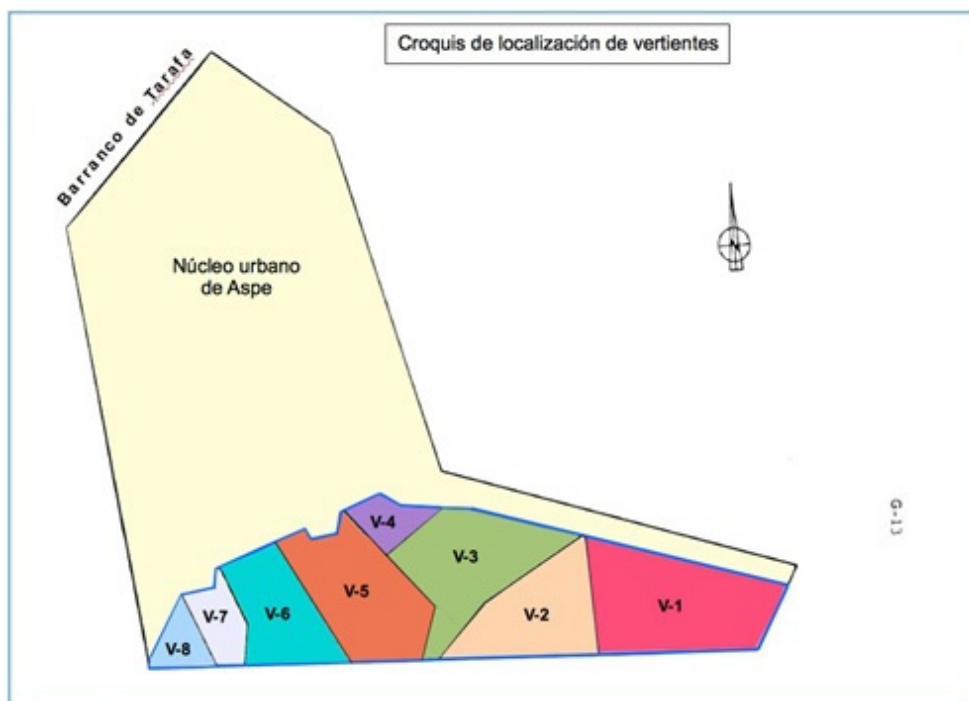 Croquis de localización de vertientes
Barranco de Tarafa
Núcleo urbano
de Aspe
N
G-13
V-4
V-3
V-5
V-1
V-6
V-2
V-7
V-8